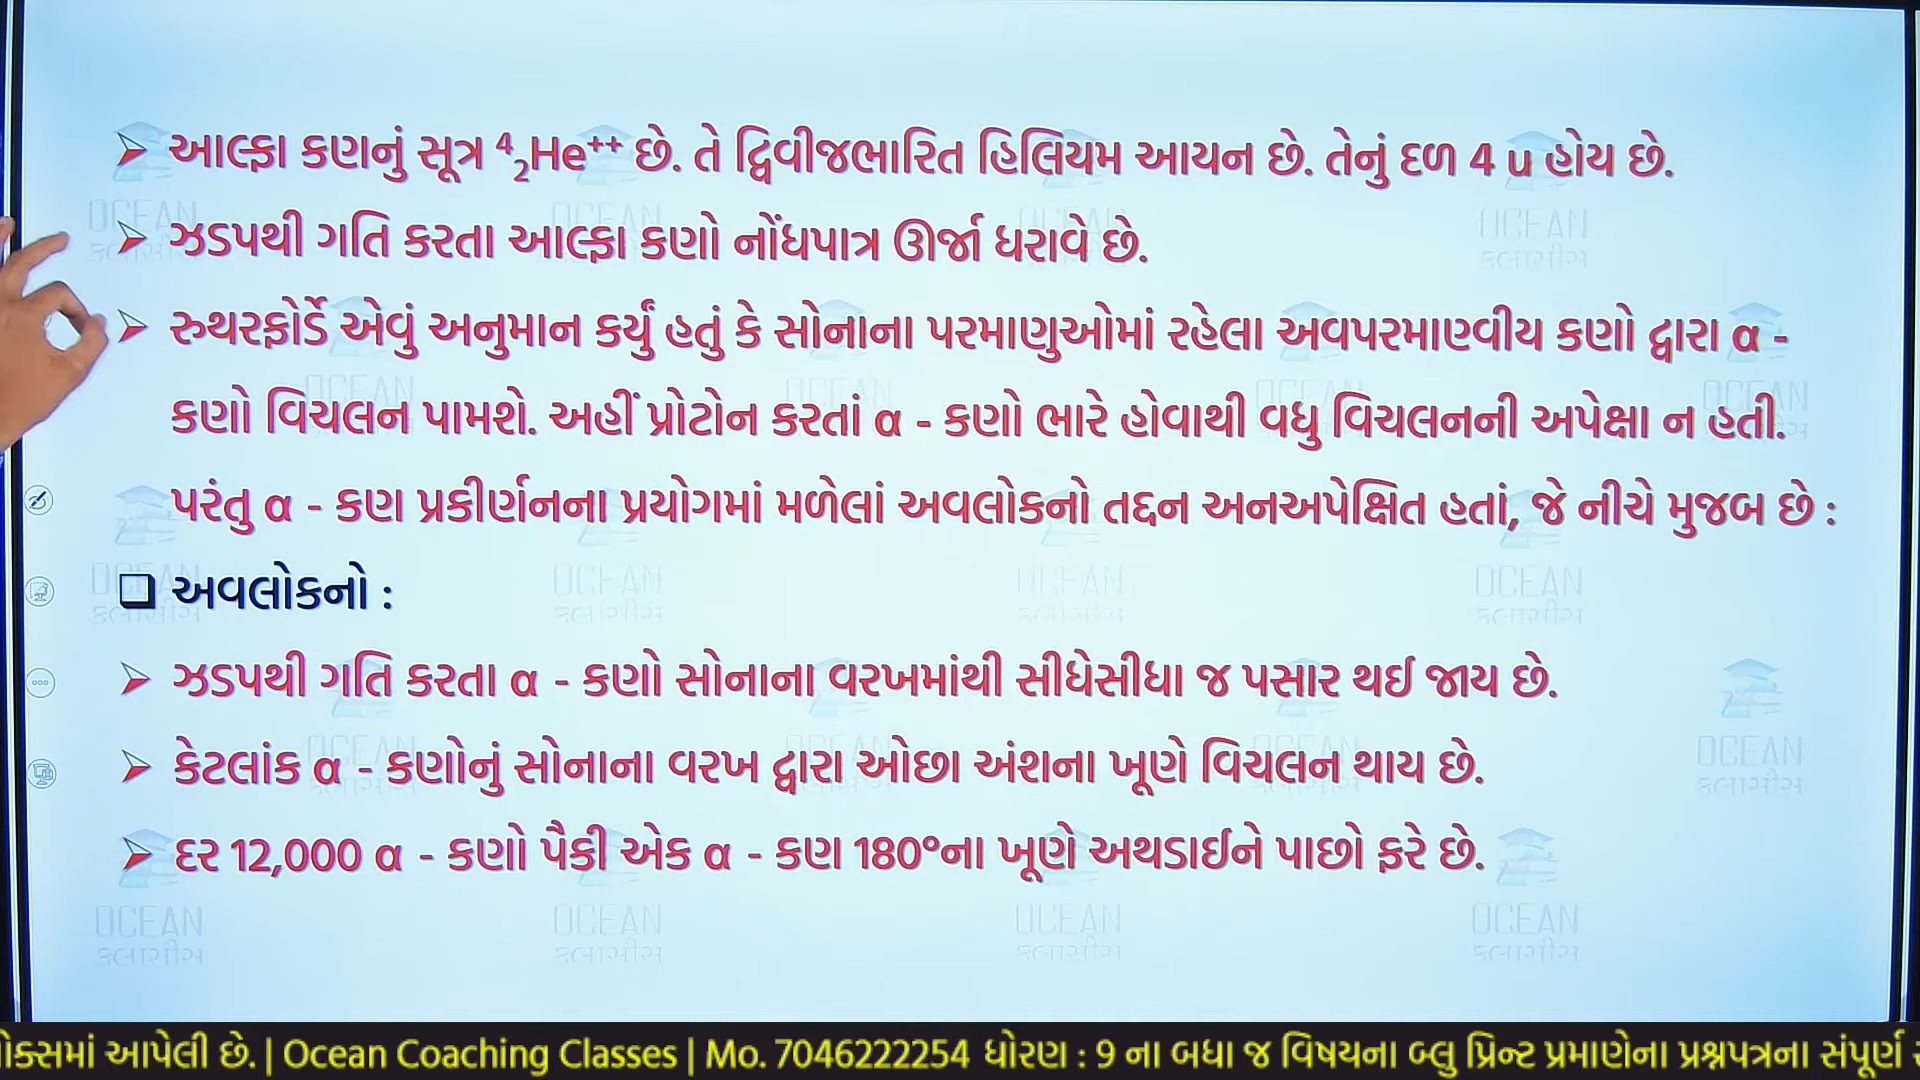 ➢ આલ્ફા કણનું સૂત્ર ⁴₂He⁺⁺ છે. તે દ્વિવીજભારિત હિલિયમ આયન છે. તેનું દળ 4 u હોય છે.
➢ ઝડપથી ગતિ કરતા આલ્ફા કણો નોંધપાત્ર ઊર્જા ધરાવે છે.
➢ રુથરફોર્ડે એવું અનુમાન કર્યું હતું કે સોનાના પરમાણુઓમાં રહેલા અવપરમાણ્વીય કણો દ્વારા α -
કણો વિચલન પામશે. અહીં પ્રોટોન કરતાં α - કણો ભારે હોવાથી વધુ વિચલનની અપેક્ષા ન હતી.
પરંતુ α - કણ પ્રકીર્ણનના પ્રયોગમાં મળેલાં અવલોકનો તદ્દન અનઅપેક્ષિત હતાં, જે નીચે મુજબ છે :
❑ અવલોકનો :
➢ ઝડપથી ગતિ કરતા α - કણો સોનાના વરખમાંથી સીધેસીધા જ પસાર થઈ જાય છે.
➢ કેટલાંક α - કણોનું સોનાના વરખ દ્વારા ઓછા અંશના ખૂણે વિચલન થાય છે.
➢ દર 12,000 α - કણો પૈકી એક α - કણ 180°ના ખૂણે અથડાઈને પાછો ફરે છે.
OCEAN ક્લાસીસ
આપેલી છે. | Ocean Coaching Classes | Mo. 7046222254 ધોરણ : 9 ના બધા જ વિષયના બ્લુ પ્રિન્ટ પ્રમાણેના પ્રશ્નપત્રના સંપૂર્ણ